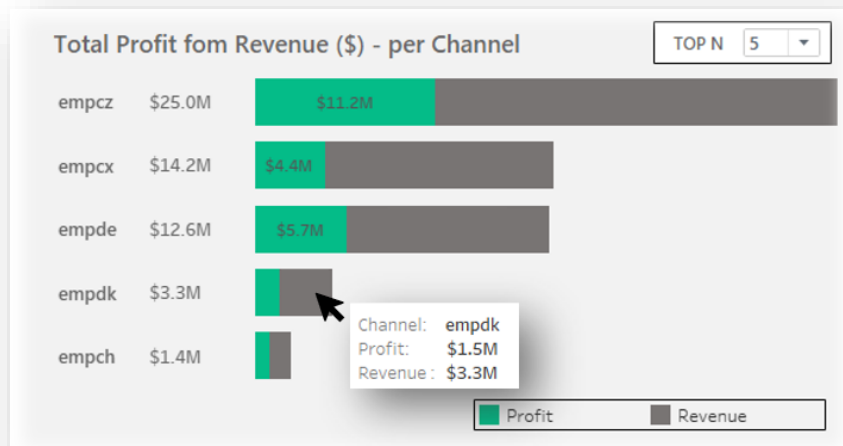 Total Profit fom Revenue ($) - per Channel
TOP N 5
empcz $25.0M $11.2M
empcx $14.2M $4.4M
empde $12.6M $5.7M
empdk $3.3M
Channel: empdk
Profit: $1.5M
Revenue : $3.3M
empch $1.4M
Profit Revenue